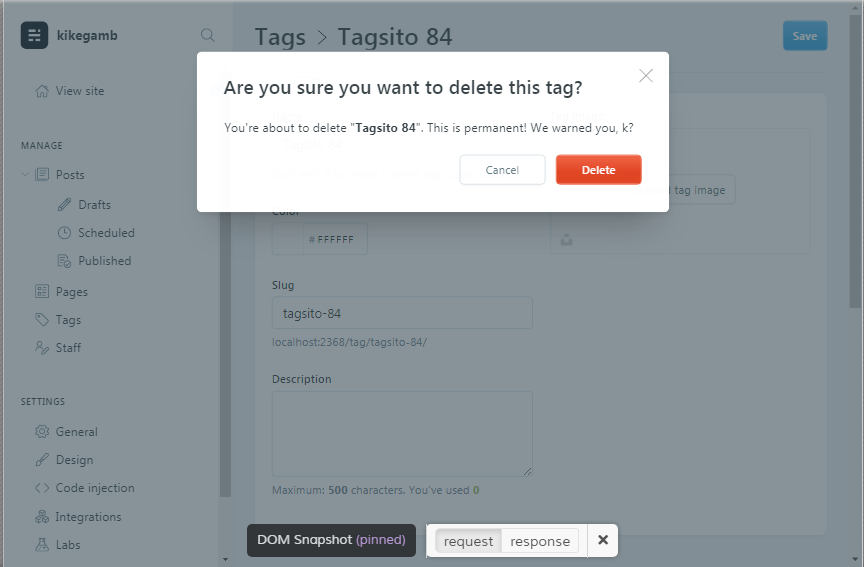 kikegamb
Tags > Tagsito 84
Save
View site
Are you sure you want to delete this tag?
You're about to delete "Tagsito 84". This is permanent! We warned you, k?
Cancel
Delete
MANAGE
Posts
Drafts
Scheduled
Published
Pages
Tags
Staff
tag image
Color
# FFFFFF
Slug
tagsito-84
localhost:2368/tag/tagsito-84/
Description
Maximum: 500 characters. You've used 0
SETTINGS
General
Design
Code injection
Integrations
Labs
DOM Snapshot (pinned)
request
response